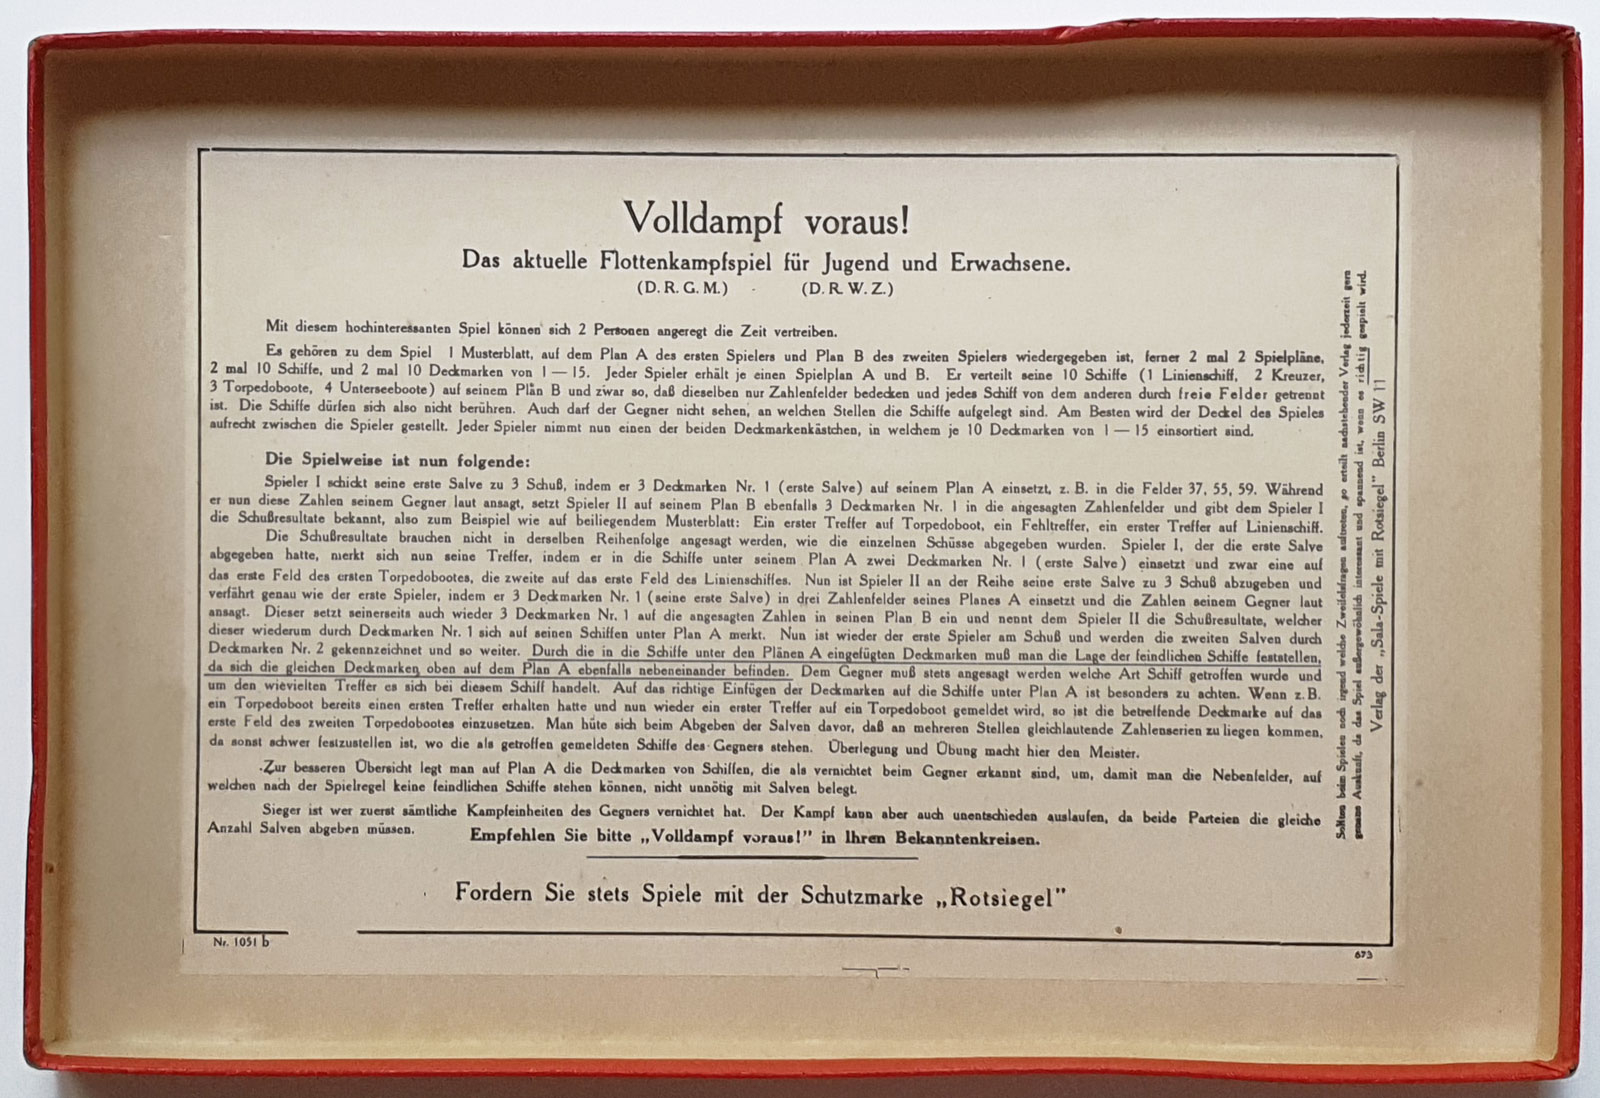 Volldampf voraus!
Das aktuelle Flottenkampfspiel für Jugend und Erwachsene.
(D. R. G. M.) (D. R. W. Z.)
Mit diesem hochinteressanten Spiel können sich 2 Personen angeregt die Zeit vertreiben.
Es gehören zu dem Spiel 1 Musterblatt, auf dem Plan A des ersten Spielers und Plan B des zweiten Spielers wiedergegeben ist, ferner 2 mal 2 Spielpläne,
2 mal 10 Schiffe, und 2 mal 10 Deckmarken von 1 — 15. Jeder Spieler erhält je einen Spielplan A und B. Er verteilt seine 10 Schiffe (1 Linienschiff, 2 Kreuzer,
3 Torpedoboote, 4 Unterseeboote) auf seinem Plan B und zwar so, daß dieselben nur Zahlenfelder bedecken und jedes Schiff von dem anderen durch freie Felder getrennt
ist. Die Schiffe dürfen sich also nicht berühren. Auch darf der Gegner nicht sehen, an welchen Stellen die Schiffe aufgelegt sind. Am Besten wird der Deckel des Spieles
aufrecht zwischen die Spieler gestellt. Jeder Spieler nimmt nun einen der beiden Deckmarkenkästchen, in welchem je 10 Deckmarken von 1 — 15 einsortiert sind.
Die Spielweise ist nun folgende:
Spieler I schickt seine erste Salve zu 3 Schuß, indem er 3 Deckmarken Nr. 1 (erste Salve) auf seinem Plan A einsetzt, z. B. in die Felder 37, 55, 59. Während
er nun diese Zahlen seinem Gegner laut ansagt, setzt Spieler II auf seinem Plan B ebenfalls 3 Deckmarken Nr. 1 in die angesagten Zahlenfelder und gibt dem Spieler I
die Schußresultate bekannt, also zum Beispiel wie auf beiliegendem Musterblatt: Ein erster Treffer auf Torpedoboot, ein Fehltreffer, ein erster Treffer auf Linienschiff.
Die Schußresultate brauchen nicht in derselben Reihenfolge angesagt werden, wie die einzelnen Schüsse abgegeben wurden. Spieler I, der die erste Salve
abgegeben hatte, merkt sich nun seine Treffer, indem er in die Schiffe unter seinem Plan A zwei Deckmarken Nr. 1 (erste Salve) einsetzt und zwar eine auf
das erste Feld des ersten Torpedobootes, die zweite auf das erste Feld des Linienschiffes. Nun ist Spieler II an der Reihe seine erste Salve zu 3 Schuß abzugeben und
verfährt genau wie der erste Spieler, indem er 3 Deckmarken Nr. 1 (seine erste Salve) in drei Zahlenfelder seines Planes A einsetzt und die Zahlen seinem Gegner laut
ansagt. Dieser setzt seinerseits auch wieder 3 Deckmarken Nr. 1 auf die angesagten Zahlen in seinen Plan B ein und nennt dem Spieler II die Schußresultate, welcher
dieser wiederum durch Deckmarken Nr. 1 sich auf seinen Schiffen unter Plan A merkt. Nun ist wieder der erste Spieler am Schuß und werden die zweiten Salven durch
Deckmarken Nr. 2 gekennzeichnet und so weiter. Durch die in die Schiffe unter den Plänen A eingefügten Deckmarken muß man die Lage der feindlichen Schiffe feststellen,
da sich die gleichen Deckmarken oben auf dem Plan A ebenfalls nebeneinander befinden. Dem Gegner muß stets angesagt werden welche Art Schiff getroffen wurde und
um den wievielten Treffer es sich bei diesem Schiff handelt. Auf das richtige Einfügen der Deckmarken auf die Schiffe unter Plan A ist besonders zu achten. Wenn z. B.
ein Torpedoboot bereits einen ersten Treffer erhalten hatte und nun wieder ein erster Treffer auf ein Torpedoboot gemeldet wird, so ist die betreffende Deckmarke auf das
erste Feld des zweiten Torpedobootes einzusetzen. Man hüte sich beim Abgeben der Salven davor, daß an mehreren Stellen gleichlautende Zahlenserien zu liegen kommen,
da sonst schwer festzustellen ist, wo die als getroffen gemeldeten Schiffe des Gegners stehen. Überlegung und Übung macht hier den Meister.
Zur besseren Übersicht legt man auf Plan A die Deckmarken von Schiffen, die als vernichtet beim Gegner erkannt sind, um, damit man die Nebenfelder, auf
welchen nach der Spielregel keine feindlichen Schiffe stehen können, nicht unnötig mit Salven belegt.
Sieger ist wer zuerst sämtliche Kampfeinheiten des Gegners vernichtet hat. Der Kampf kann aber auch unentschieden auslaufen, da beide Parteien die gleiche
Anzahl Salven abgeben müssen.
Empfehlen Sie bitte „Volldampf voraus!" in Ihren Bekanntenkreisen.
Fordern Sie stets Spiele mit der Schutzmarke „Rotsiegel"
Nr. 1051 b
673
Sollten beim Spielen noch irgend welche Zweifelsfragen auftreten, so erteilt nachstehender Verlag jederzeit gern
genaue Auskunft, da das Spiel außergewöhnlich interessant und spannend ist, wenn es richtig gespielt wird.
Verlag der „Sala-Spiele mit Rotsiegel" Berlin SW 11